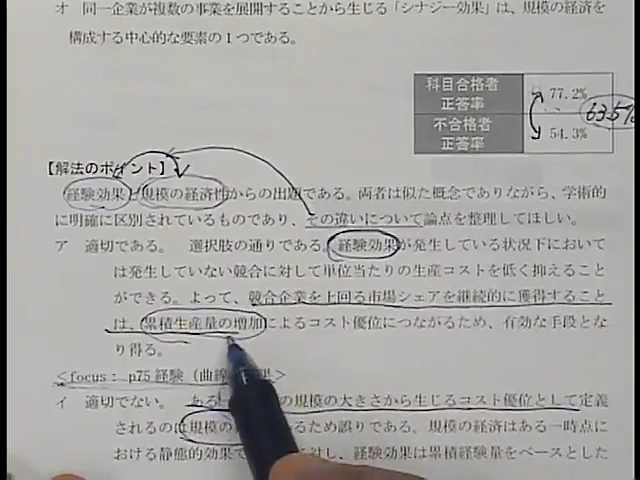 オ 同一企業が複数の事業を展開することから生じる「シナジー効果」は、規模の経済を
構成する中心的な要素の1つである。
科目合格者
正答率
77.2%
不合格者
正答率
54.3%
63.5%
【解法のポイント】
経験効果と規模の経済性からの出題である。両者は似た概念でありながら、学術的
に明確に区別されているものであり、その違いについて論点を整理してほしい。
ア 適切である。 選択肢の通りである。経験効果が発生している状況下において
は発生していない競合に対して単位当たりの生産コストを低く抑えること
ができる。よって、競合企業を上回る市場シェアを継続的に獲得すること
は、累積生産量の増加によるコスト優位につながるため、有効な手段とな
り得る。
<focus: p75 経験（曲線
イ 適切でない。 ある の規模の大きさから生じるコスト優位として定義
されるのは規模の あるため誤りである。規模の経済はある一時点に
おける静態的効果で 対し、経験効果は累積経験量をベースとした